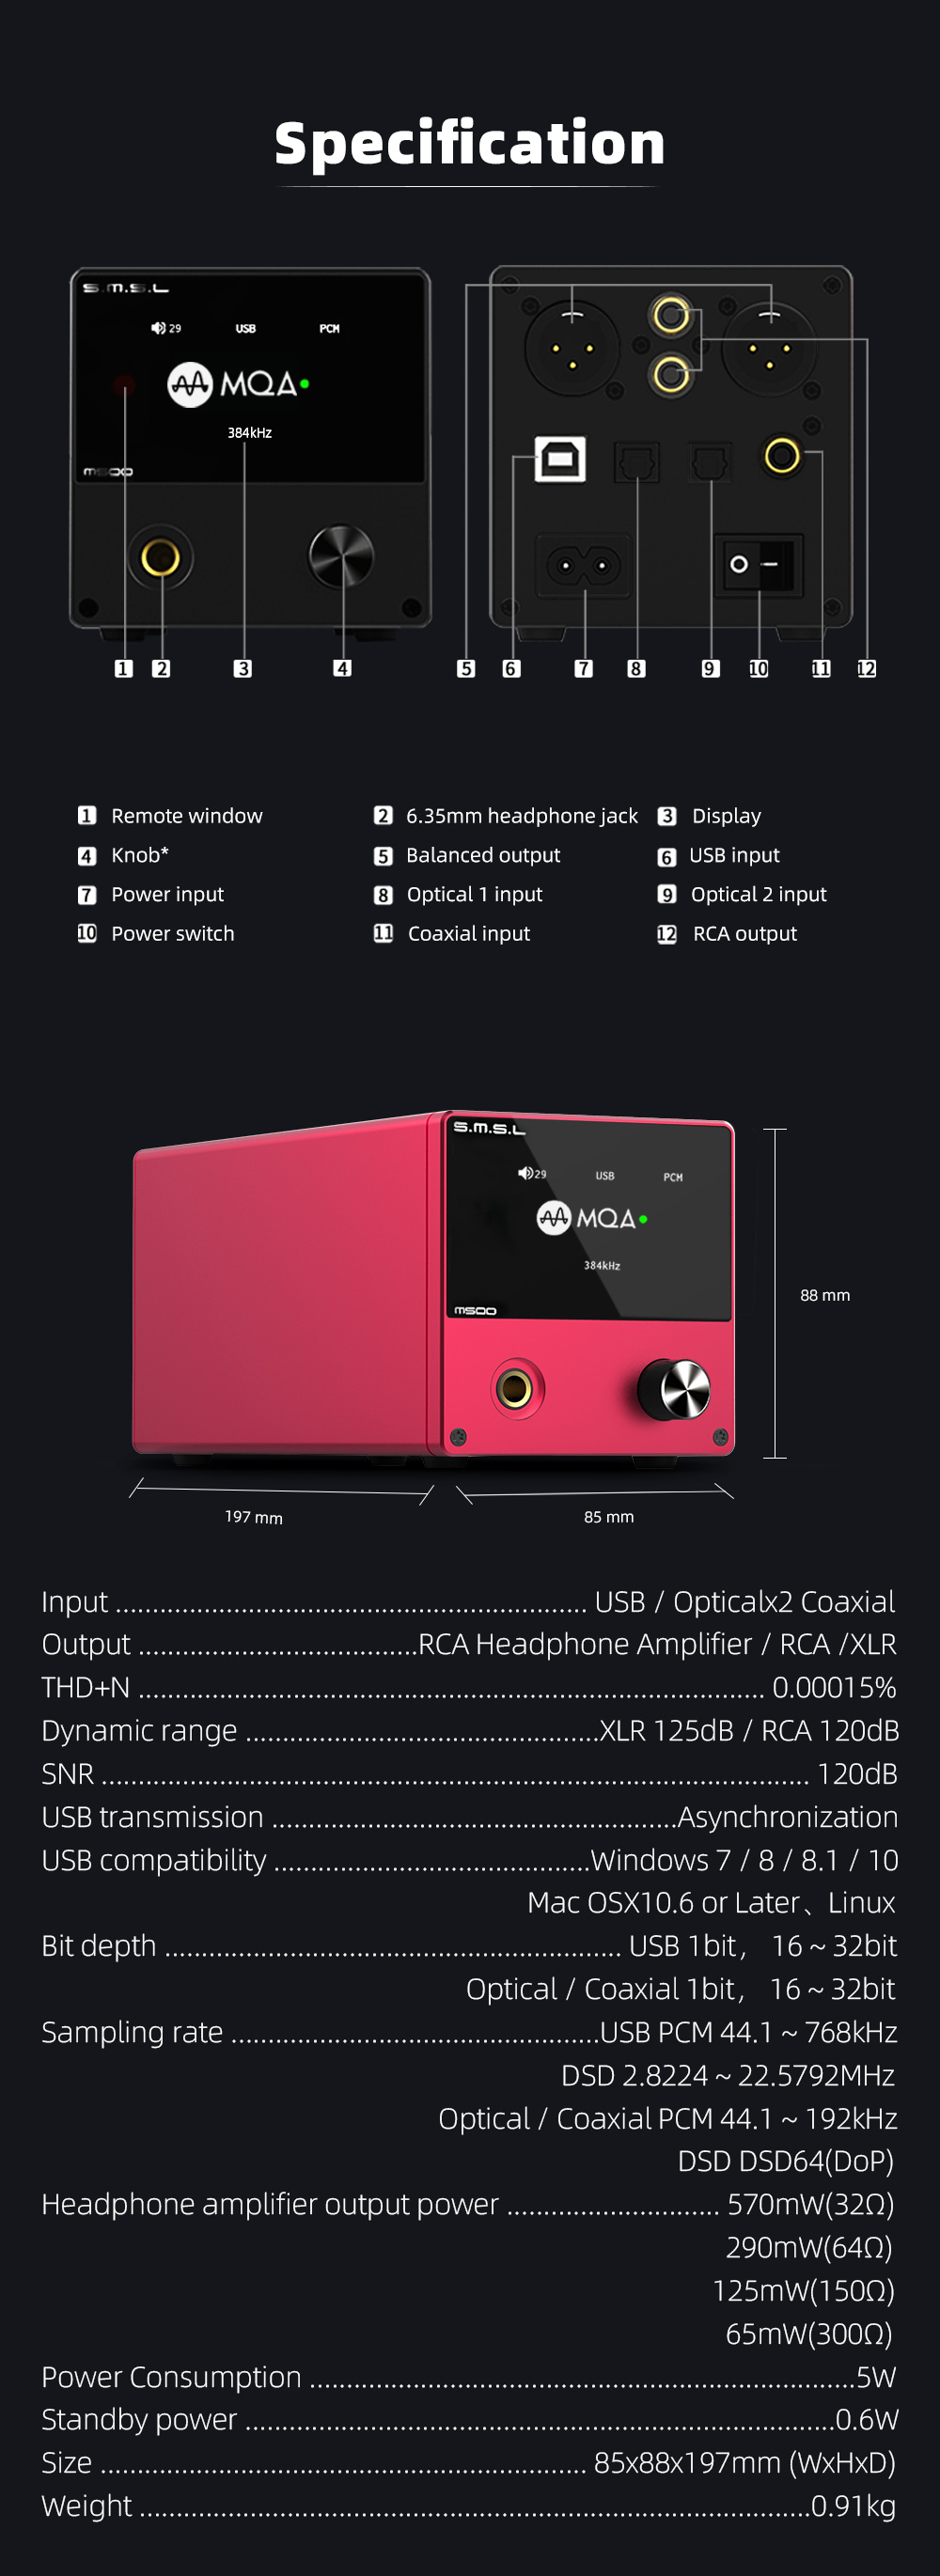 Specification
S.M.S.L
29 USB PCM
MQA
384kHz
M500
1 2 3 4 5 6 7 8 9 10 11 12
1 Remote window 2 6.35mm headphone jack 3 Display
4 Knob* 5 Balanced output 6 USB input
7 Power input 8 Optical 1 input 9 Optical 2 input
10 Power switch 11 Coaxial input 12 RCA output
S.M.S.L
29 USB PCM
MQA
384kHz
M500
88 mm
197 mm 85 mm
Input ................................................................ USB / Opticalx2 Coaxial
Output ......................................RCA Headphone Amplifier / RCA /XLR
THD+N ..................................................................................... 0.00015%
Dynamic range ................................................XLR 125dB / RCA 120dB
SNR ................................................................................................ 120dB
USB transmission .......................................................Asynchronization
USB compatibility ...........................................Windows 7 / 8 / 8.1 / 10
Mac OSX10.6 or Later、Linux
Bit depth .............................................................. USB 1bit， 16 ~ 32bit
Optical / Coaxial 1bit， 16 ~ 32bit
Sampling rate ..................................................USB PCM 44.1 ~ 768kHz
DSD 2.8224 ~ 22.5792MHz
Optical / Coaxial PCM 44.1 ~ 192kHz
DSD DSD64(DoP)
Headphone amplifier output power ............................. 570mW(32Ω)
290mW(64Ω)
125mW(150Ω)
65mW(300Ω)
Power Consumption ..........................................................................5W
Standby power ................................................................................0.6W
Size .................................................................. 85x88x197mm (WxHxD)
Weight ...........................................................................................0.91kg